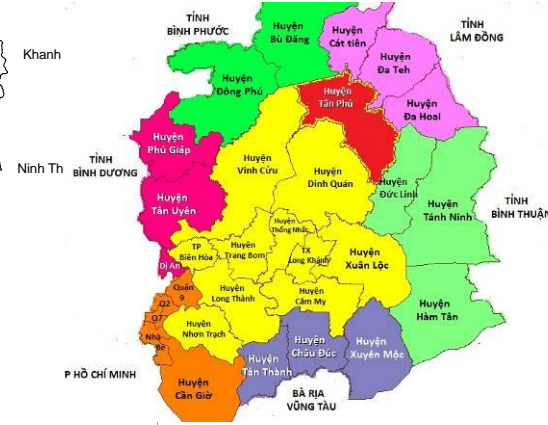 Khanh
Ninh Th
TỈNH
BÌNH PHƯỚC
TỈNH
LÂM ĐỒNG
TỈNH
BÌNH DƯƠNG
TỈNH
BÌNH THUẬN
Huyện
Bù Đăng
Huyện
Cát tiên
Huyện
Đa Teh
Huyện
Đồng Phú
Huyện
Tân Phú
Huyện
Đa Hoai
Huyện
Phú Giáp
Huyện
Vĩnh Cửu
Huyện
Dinh Quán
Huyện
Đức Linh
Huyện
Tánh Ninh
Huyện
Tân Uyên
Huyện
Thống Nhất
TP
Biên Hòa
Huyện
Trang Bom
TX
Long Khánh
Huyện
Xuân Lộc
Dị An
Quận
9
Huyện
Long Thành
Huyện
Cẩm My
Huyện
Hàm Tân
Q2
Q7
Nhà
Bè
Huyện
Nhơn Trạch
P HỒ CHÍ MINH
Huyện
Cần Giờ
Huyện
Tân Thành
Huyện
Châu Đức
Huyện
Xuyên Mộc
BÀ RỊA
VŨNG TÀU